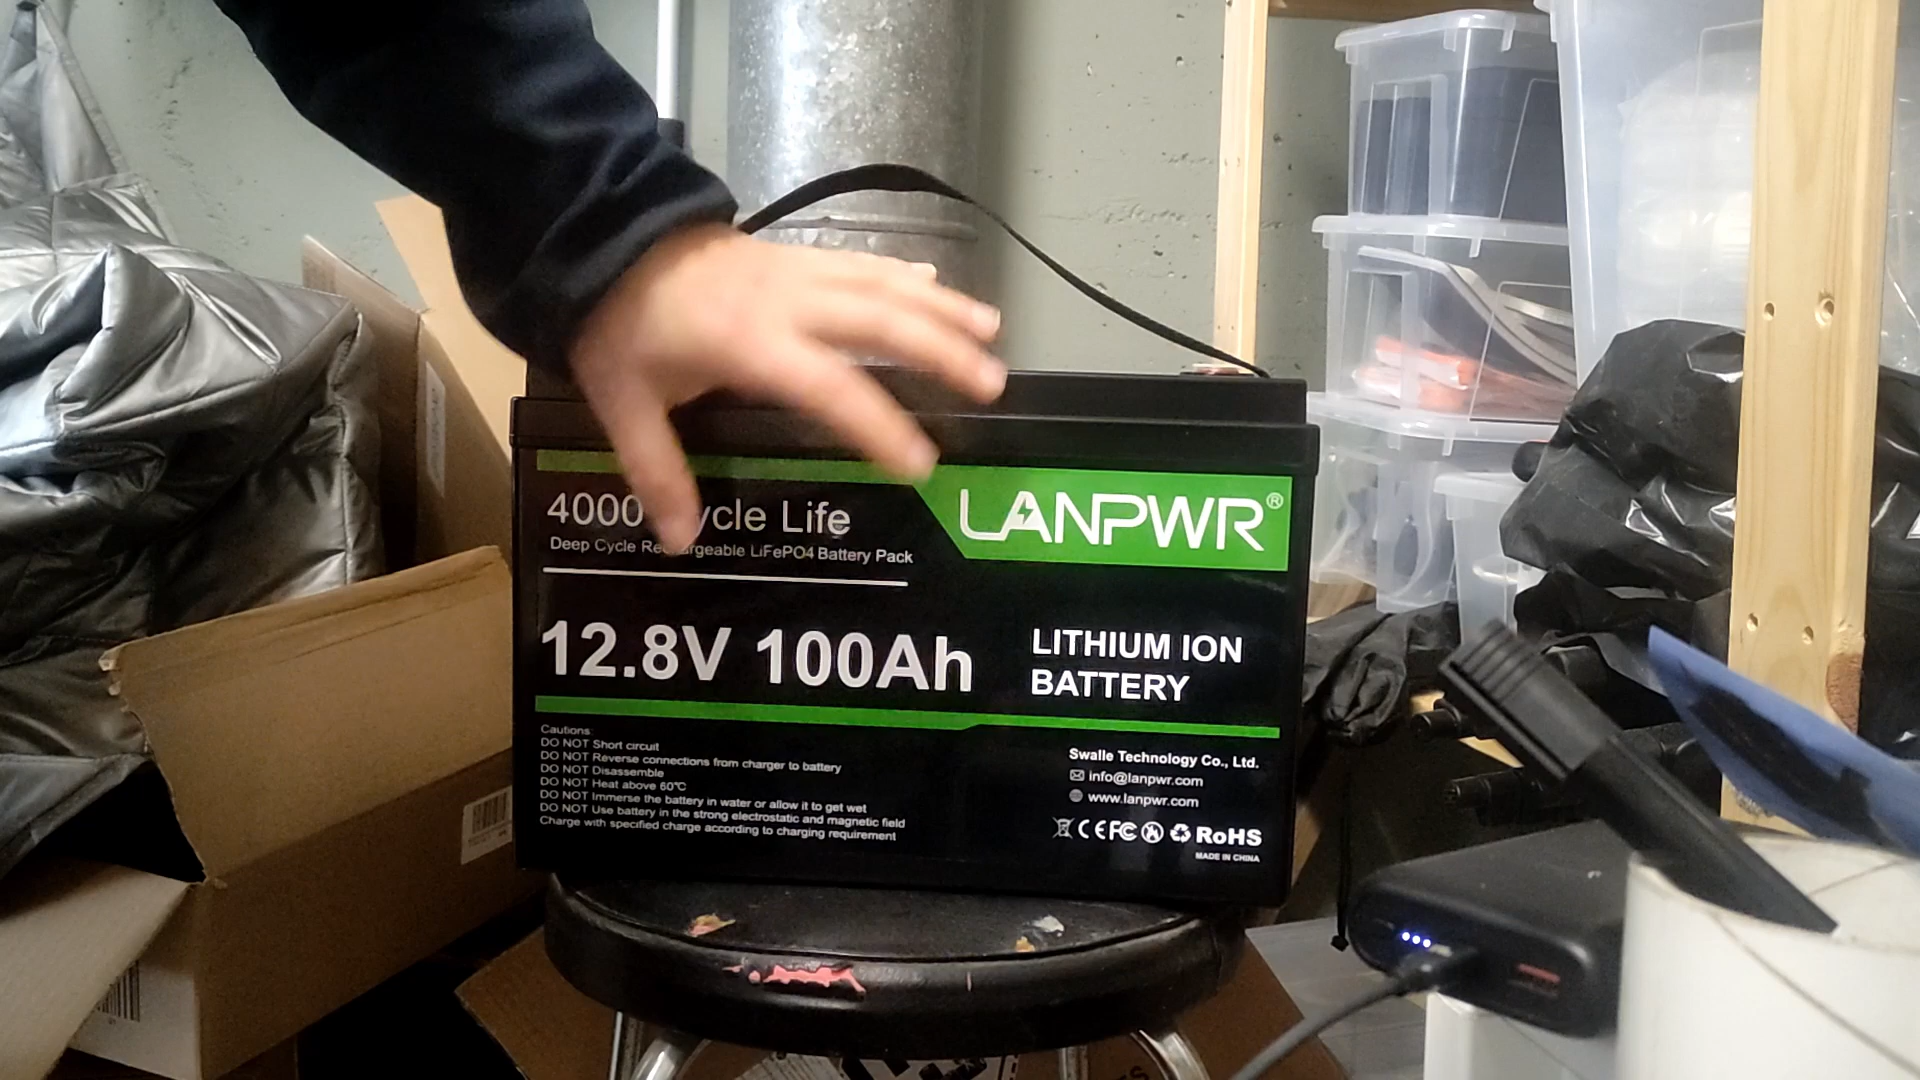 4000 Cycle Life
LANPWR®
Deep Cycle Rechargeable LiFePO4 Battery Pack
12.8V 100Ah
LITHIUM ION
BATTERY
Cautions:
DO NOT Short circuit
DO NOT Reverse connections from charger to battery
DO NOT Disassemble
DO NOT Heat above 60℃
DO NOT Immerse the battery in water or allow it to get wet
DO NOT Use battery in the strong electrostatic and magnetic field
Charge with specified charge according to charging requirement
Swalle Technology Co., Ltd.
info@lanpwr.com
www.lanpwr.com
CE FC RoHS
MADE IN CHINA